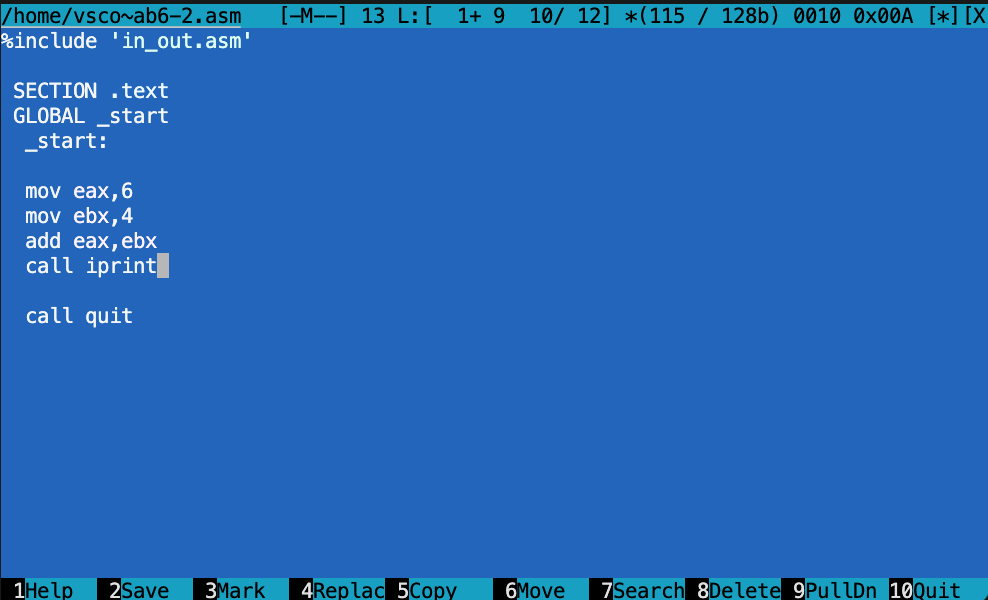 /home/vsco~ab6-2.asm [-M--] 13 L:[ 1+ 9 10/ 12] *(115 / 128b) 0010 0x00A [*][X
%include 'in_out.asm'
SECTION .text
GLOBAL _start
_start:
mov eax,6
mov ebx,4
add eax,ebx
call iprint
call quit
1Help 2Save 3Mark 4Replac 5Copy 6Move 7Search 8Delete 9PullDn 10Quit